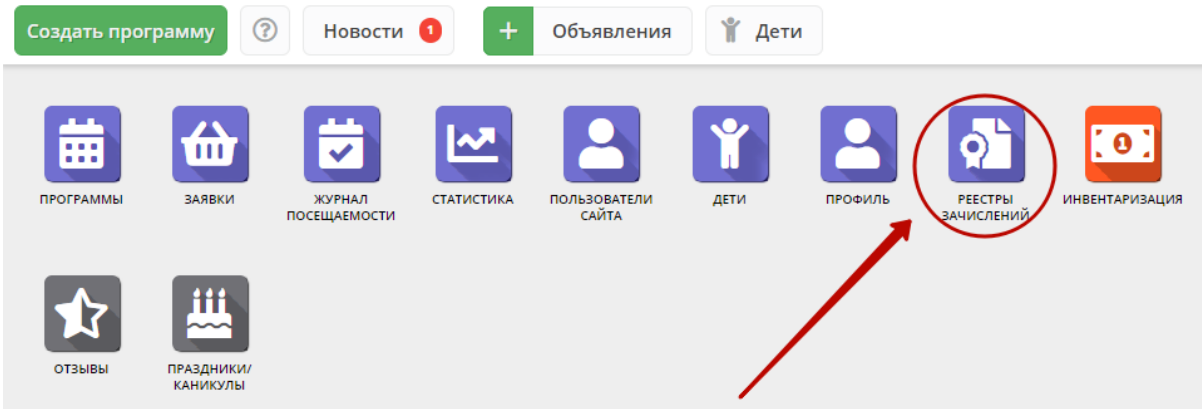 Создать программу
?
Новости 1
+ Объявления
Дети
ПРОГРАММЫ
ЗАЯВКИ
ЖУРНАЛ
ПОСЕЩАЕМОСТИ
СТАТИСТИКА
ПОЛЬЗОВАТЕЛИ
САЙТА
ДЕТИ
ПРОФИЛЬ
РЕЕСТРЫ
ЗАЧИСЛЕНИЙ
1
ИНВЕНТАРИЗАЦИЯ
ОТЗЫВЫ
ПРАЗДНИКИ/
КАНИКУЛЫ